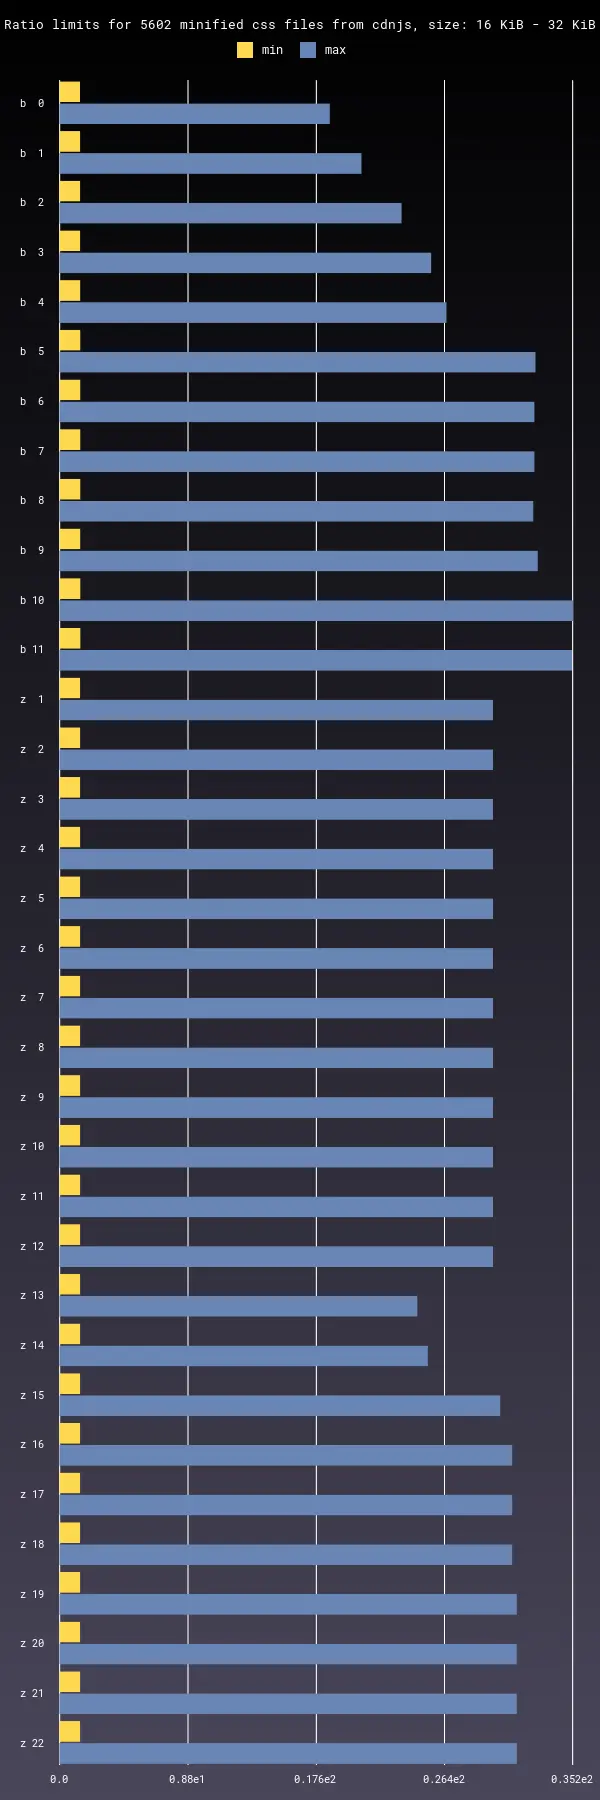 Ratio limits for 5602 minified css files from cdnjs, size: 16 KiB - 32 KiB
min max
b 0
b 1
b 2
b 3
b 4
b 5
b 6
b 7
b 8
b 9
b 10
b 11
z 1
z 2
z 3
z 4
z 5
z 6
z 7
z 8
z 9
z 10
z 11
z 12
z 13
z 14
z 15
z 16
z 17
z 18
z 19
z 20
z 21
z 22
0.0 0.88e1 0.176e2 0.264e2 0.352e2